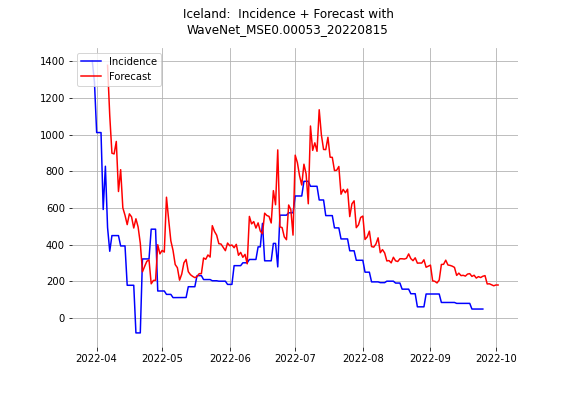 Iceland:  Incidence + Forecast with
WaveNet_MSE0.00053_20220815
Incidence
Forecast
1400
1200
1000
800
600
400
200
0
2022-04 2022-05 2022-06 2022-07 2022-08 2022-09 2022-10